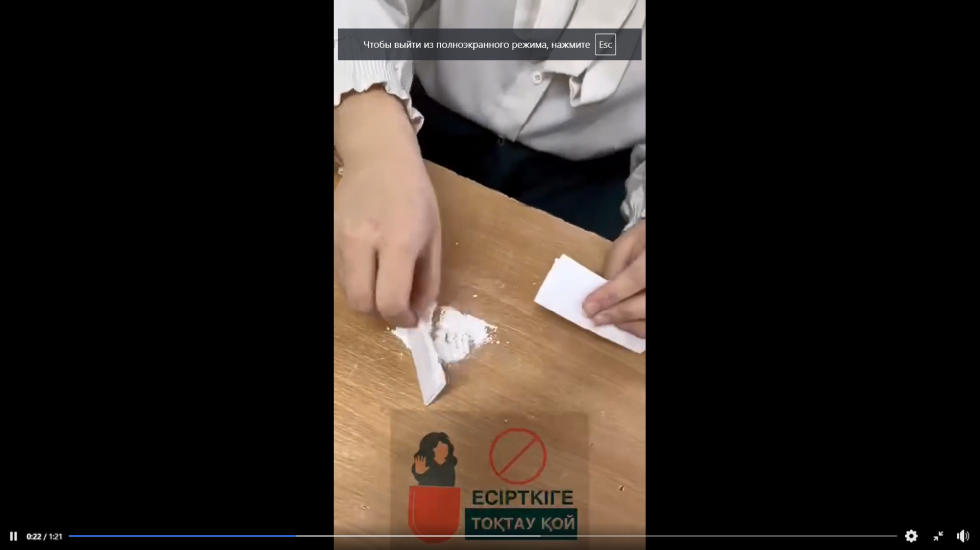 Чтобы выйти из полноэкранного режима, нажмите Esc
ЕСІРТКІГЕ
ТОҚТАУ ҚОЙ
0:22 / 1:21